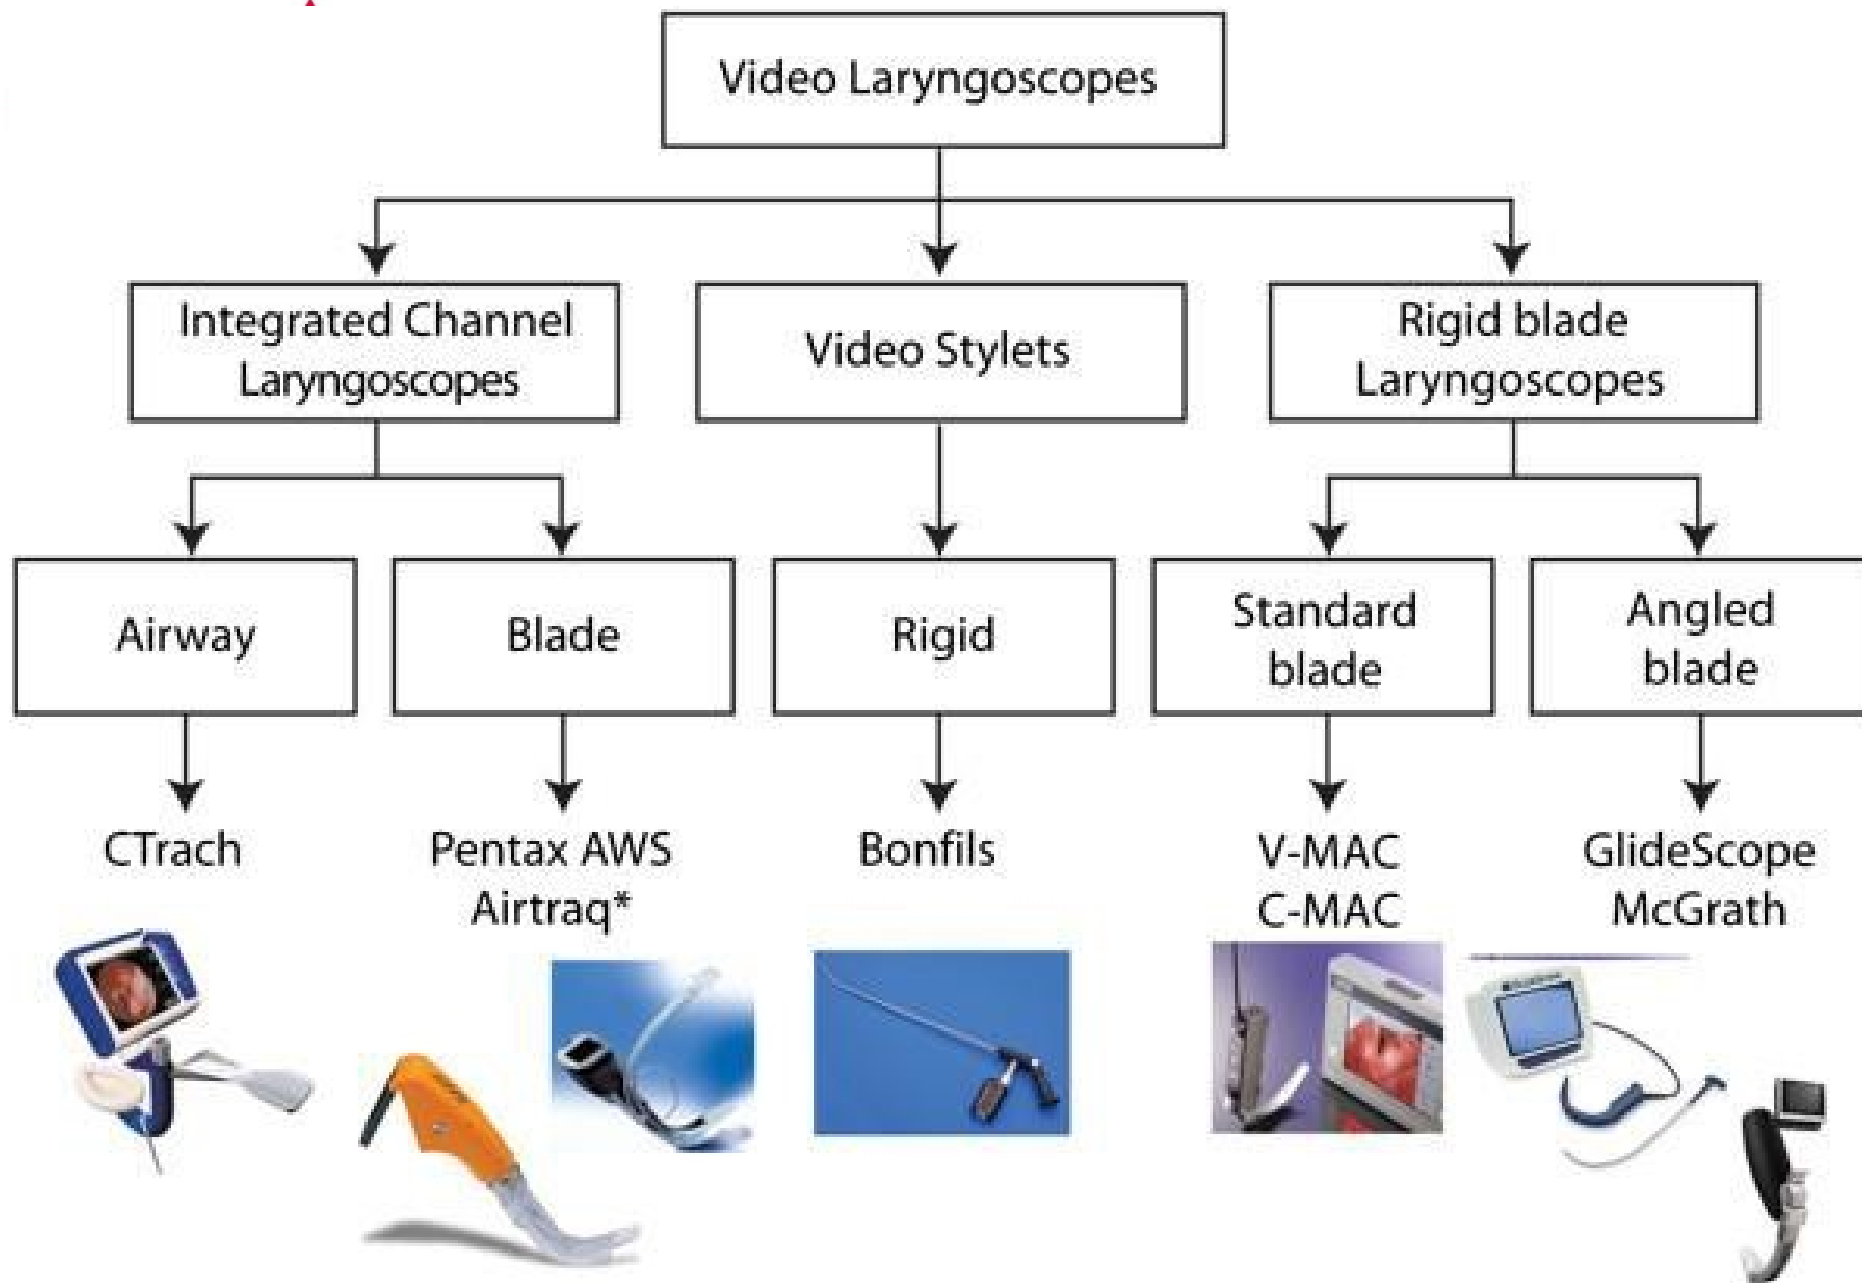 Video Laryngoscopes
Integrated Channel
Laryngoscopes
Video Stylets
Rigid blade
Laryngoscopes
Airway
Blade
Rigid
Standard
blade
Angled
blade
CTrach
Pentax AWS
Airtraq*
Bonfils
V-MAC
C-MAC
GlideScope
McGrath